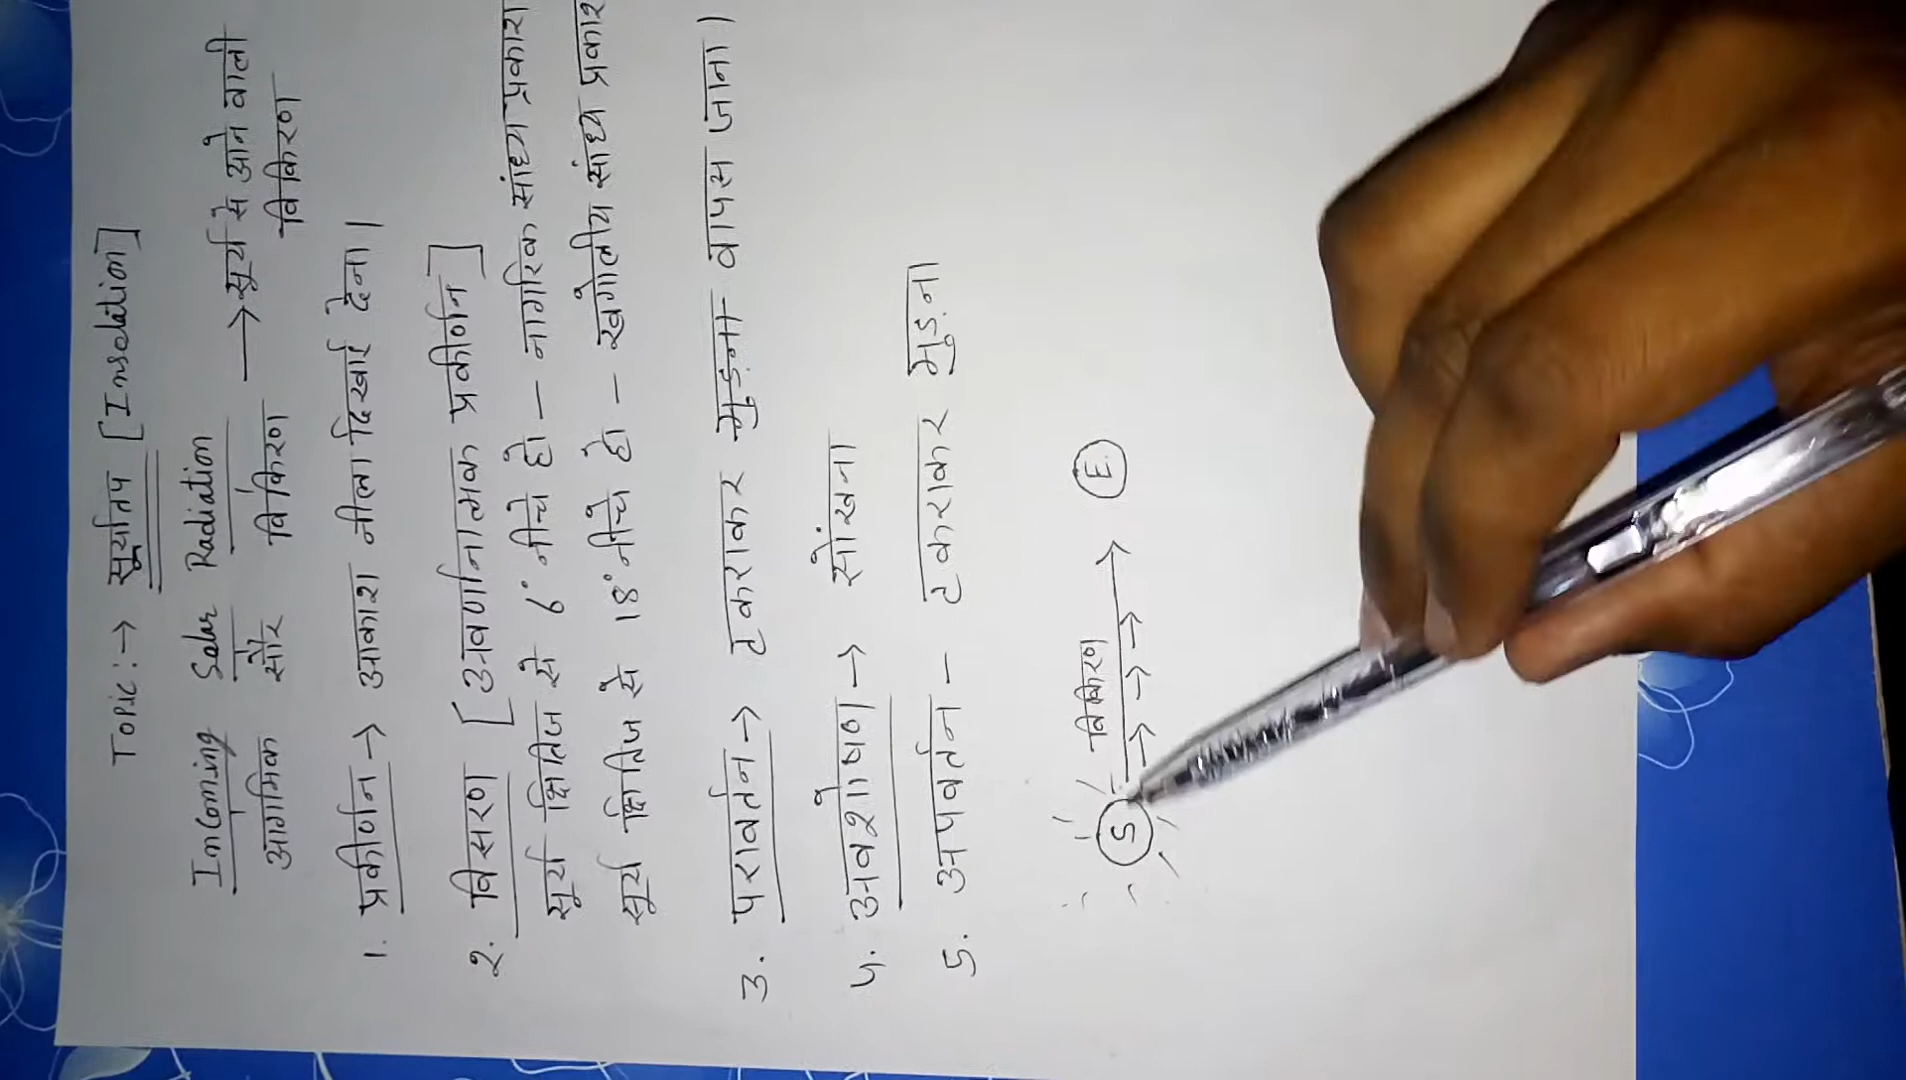 Topic :→ सूर्यातप [Insolation]
Incoming Solar Radiation → सूर्य से आने वाली
आगमिक सौर विकिरण विकिरण
1. प्रकीर्णन → आकाश नीला दिखाई देना।
2. विसरण [अवर्णनात्मक प्रकीर्णन]
सूर्य क्षितिज से 6° नीचे हो - नागरिक सांध्य प्रकाश
सूर्य क्षितिज से 18° नीचे हो - खगोलीय सांध्य प्रकाश
3. परावर्तन → टकराकर मुड़ना वापस जाना।
4. अवशोषण → सोंखना
5. अपवर्तन - टकराकर मुड़ना
S विकिरण E